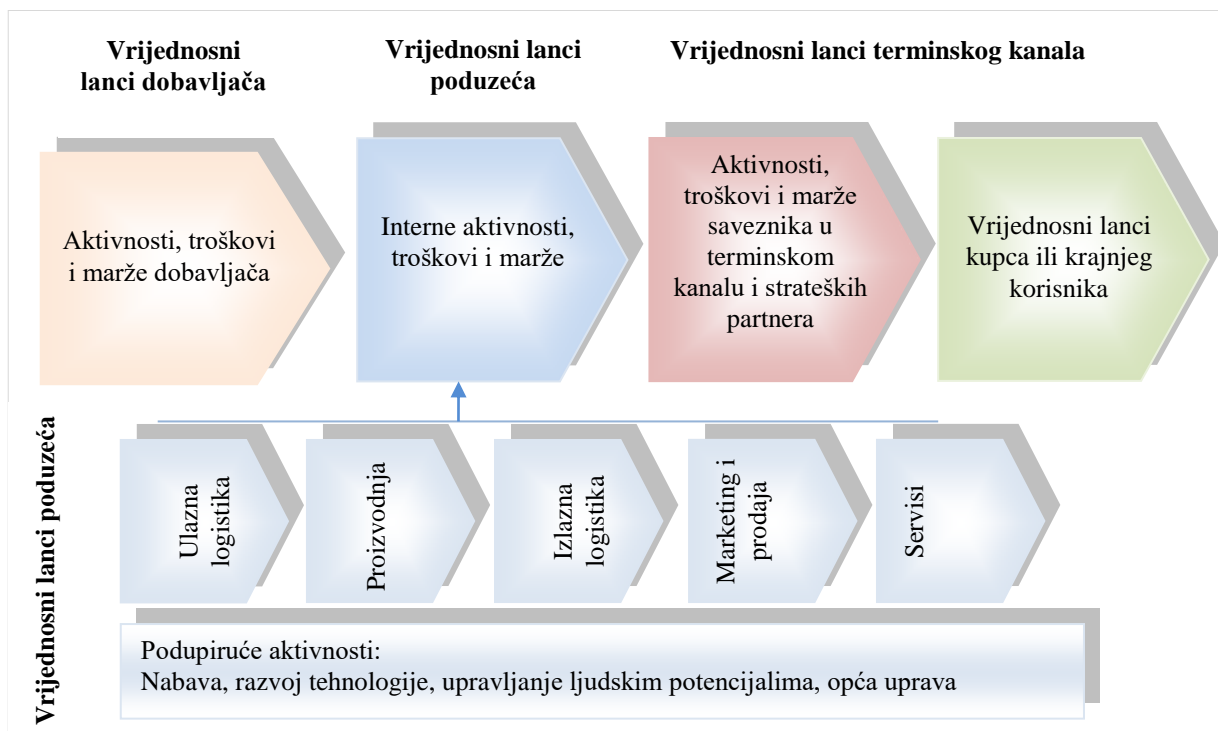 Vrijednosni
lanci dobavljača
Vrijednosni lanci
poduzeća
Vrijednosni lanci terminskog kanala
Aktivnosti, troškovi
i marže dobavljača
Interne aktivnosti,
troškovi i marže
Aktivnosti,
troškovi i marže
saveznika u
terminskom
kanalu i strateških
partnera
Vrijednosni lanci
kupca ili krajnjeg
korisnika
Vrijednosni lanci poduzeća
Ulazna
logistika
Proizvodnja
Izlazna
logistika
Marketing i
prodaja
Servisi
Podupiruće aktivnosti:
Nabava, razvoj tehnologije, upravljanje ljudskim potencijalima, opća uprava